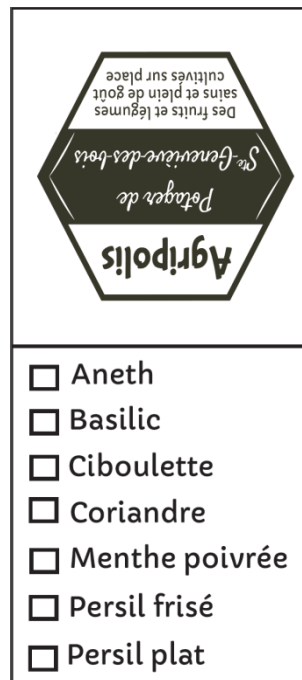 Agripolis
Potager de
Ste-Geneviève-des-bois
Des fruits et légumes
sains et plein de goût
cultivés sur place
Aneth
Basilic
Ciboulette
Coriandre
Menthe poivrée
Persil frisé
Persil plat